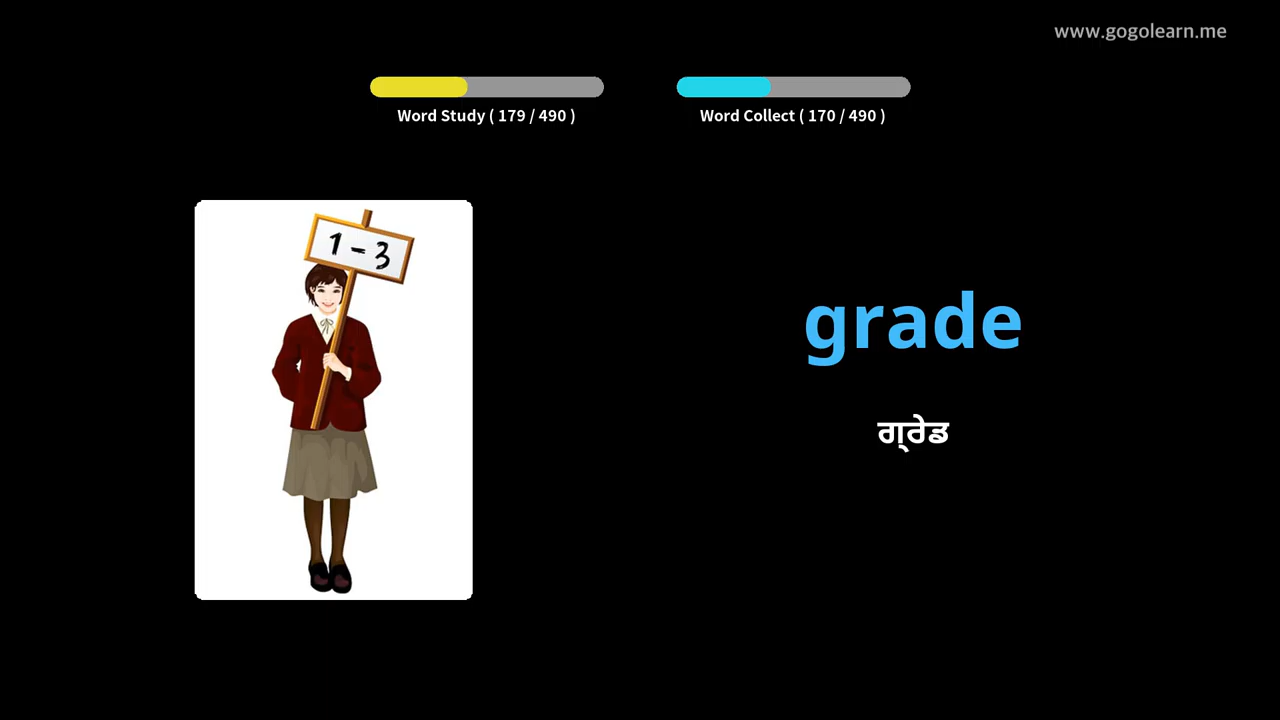 www.gogolearn.me
Word Study ( 179 / 490 )
Word Collect ( 170 / 490 )
1 - 3
grade
ਗ੍ਰੇਡ